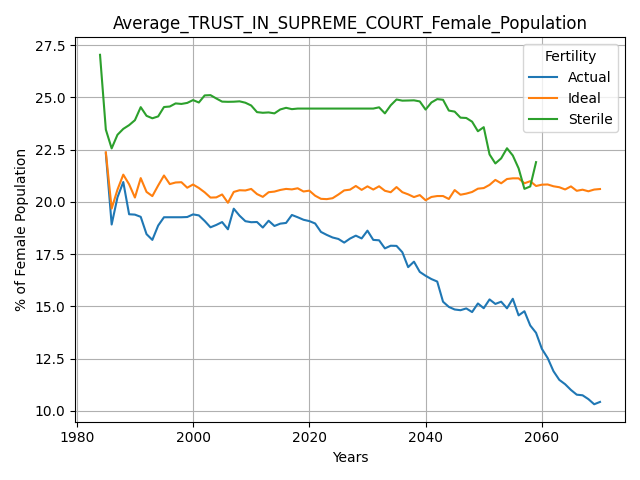 Average_TRUST_IN_SUPREME_COURT_Female_Population
27.5
25.0
22.5
20.0
17.5
15.0
12.5
10.0
% of Female Population
Fertility
Actual
Ideal
Sterile
1980
2000
2020
2040
2060
Years